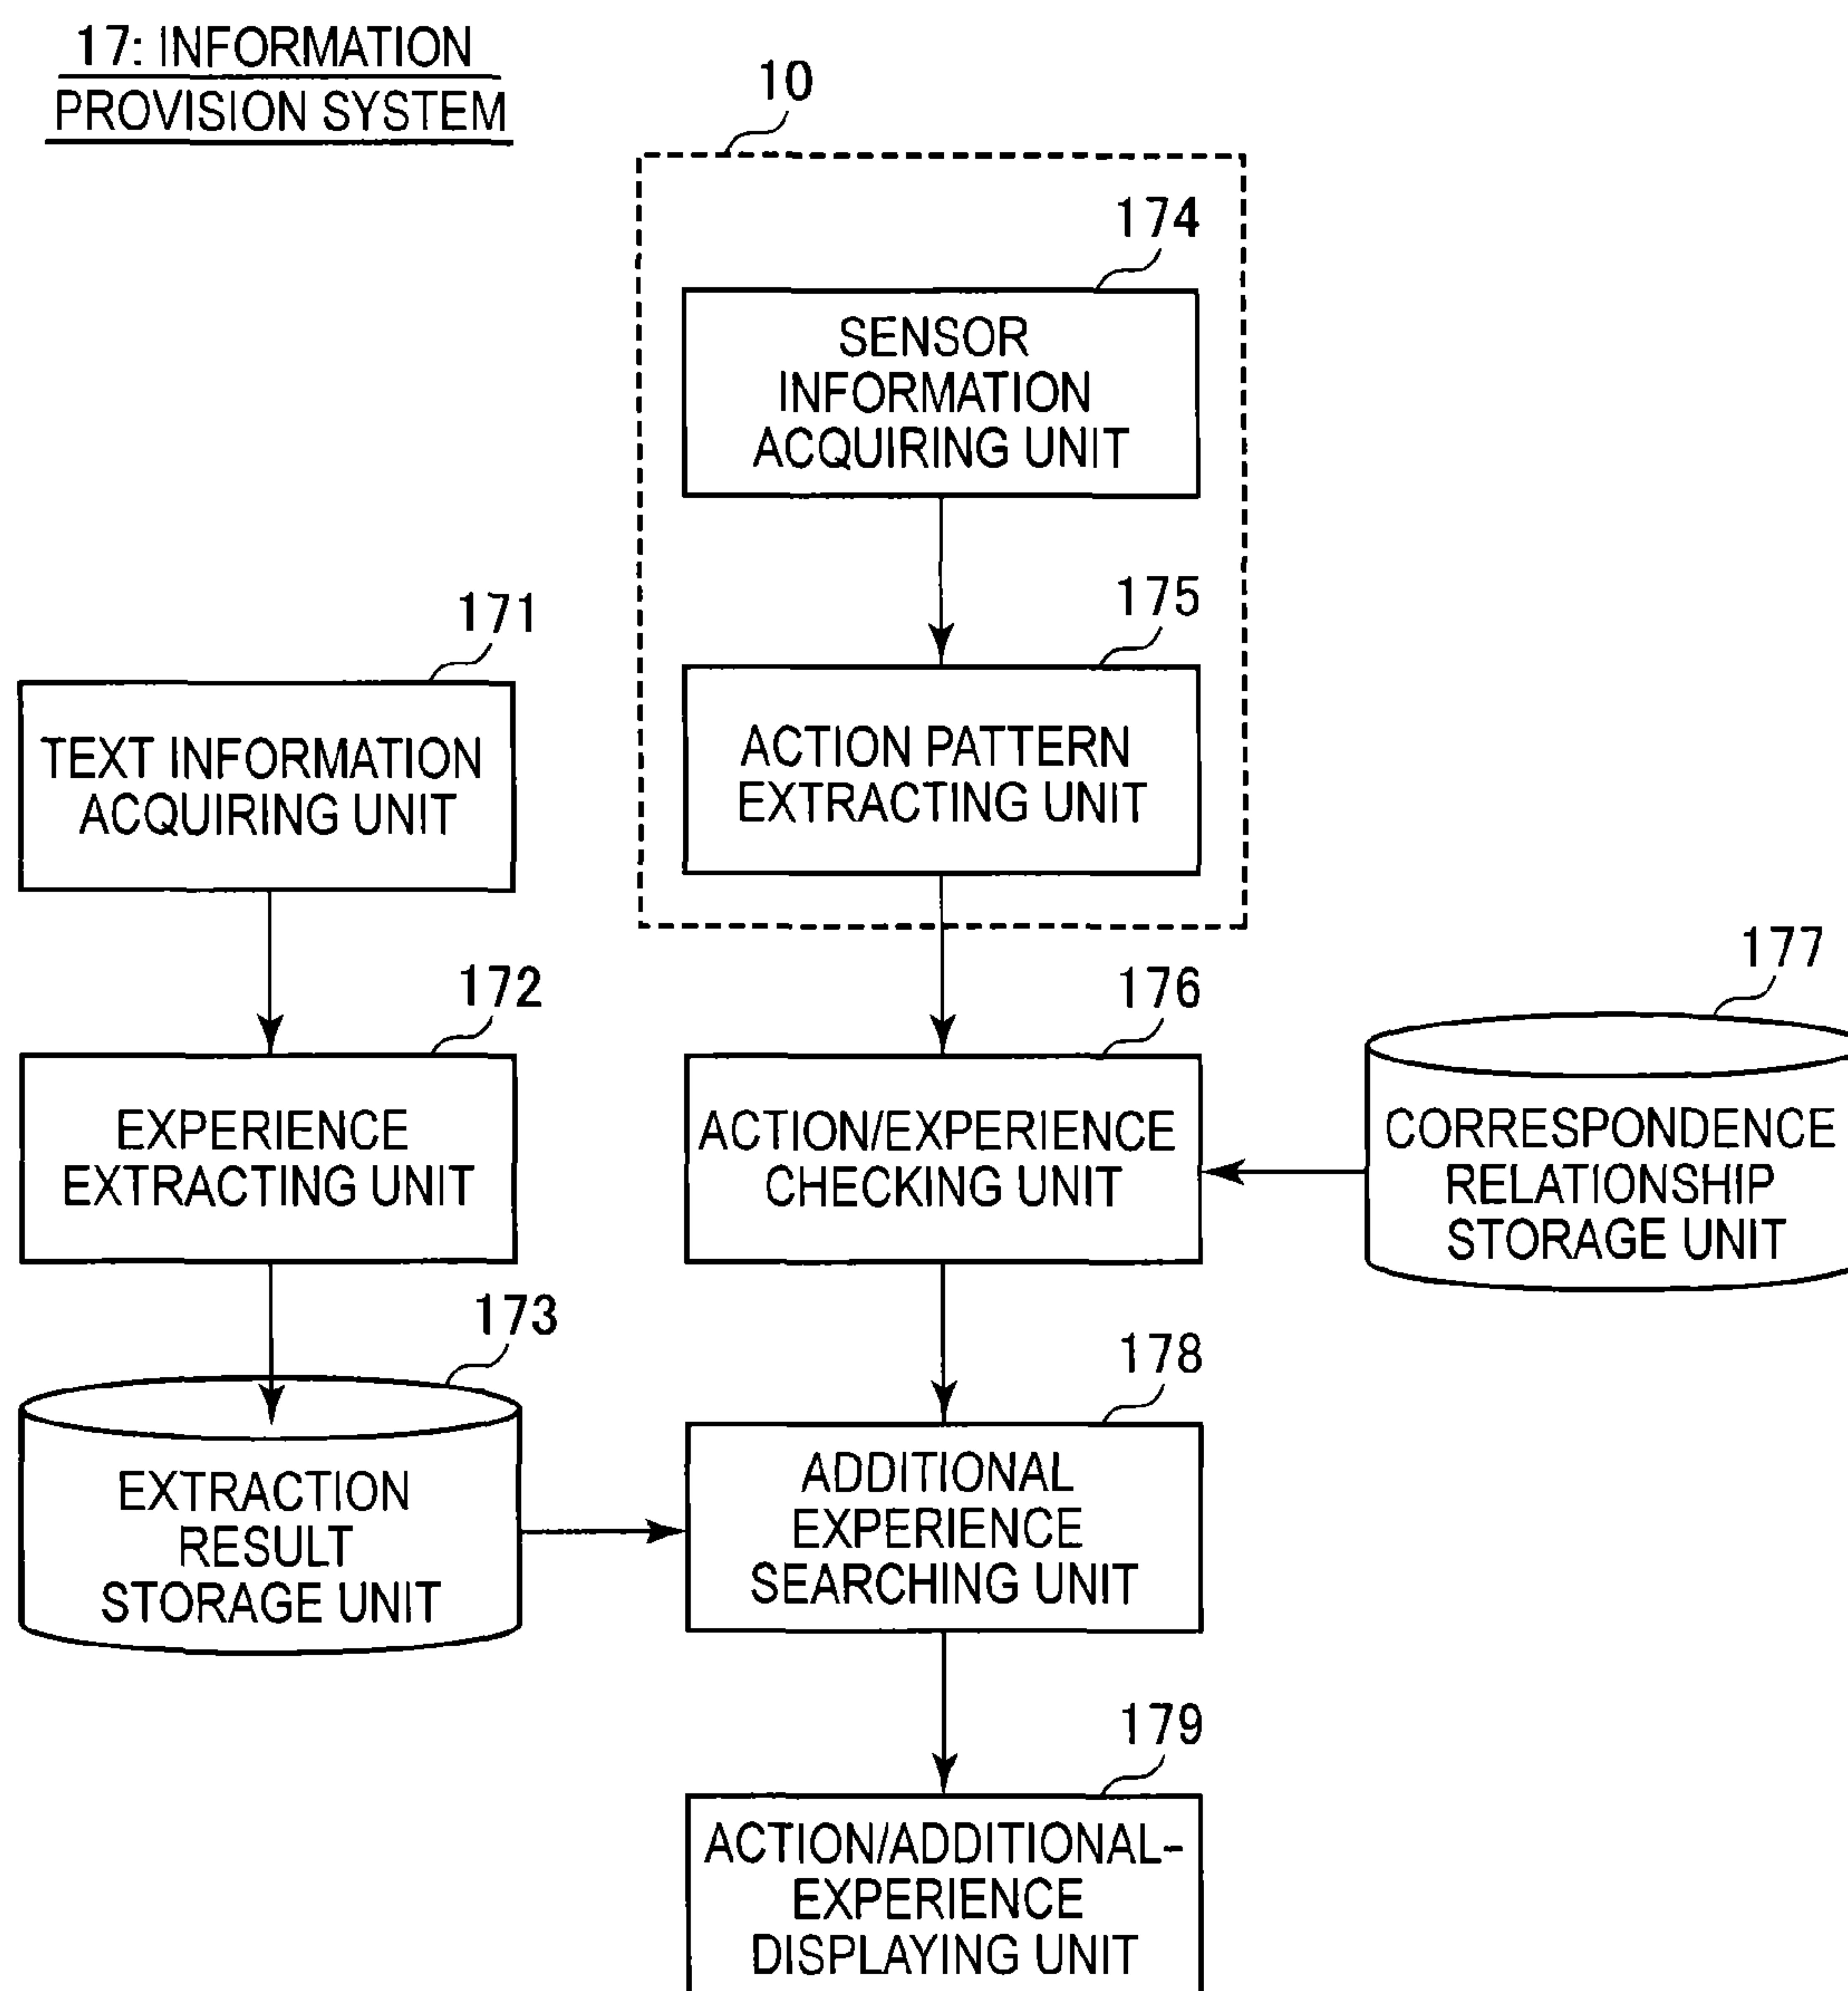 17: INFORMATION
PROVISION SYSTEM
10
174
SENSOR
INFORMATION
ACQUIRING UNIT
171
TEXT INFORMATION
ACQUIRING UNIT
175
ACTION PATTERN
EXTRACTING UNIT
172
EXPERIENCE
EXTRACTING UNIT
176
ACTION/EXPERIENCE
CHECKING UNIT
177
CORRESPONDENCE
RELATIONSHIP
STORAGE UNIT
173
EXTRACTION
RESULT
STORAGE UNIT
178
ADDITIONAL
EXPERIENCE
SEARCHING UNIT
179
ACTION/ADDITIONAL-
EXPERIENCE
DISPLAYING UNIT